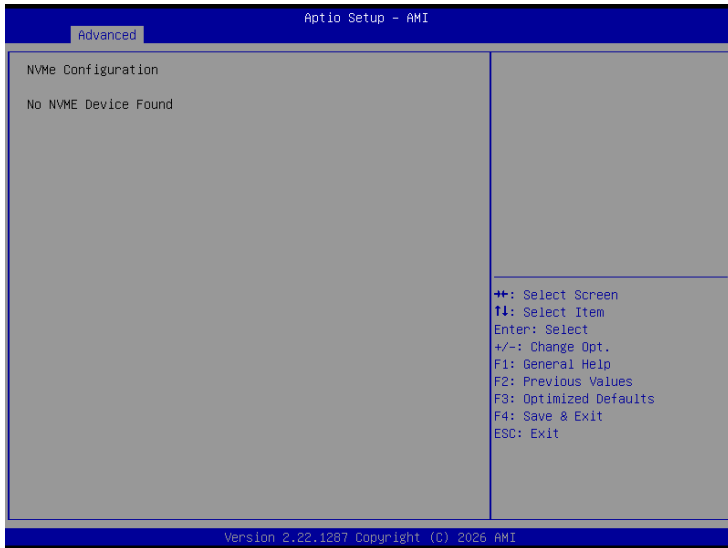 Aptio Setup - AMI
Advanced
NVMe Configuration
No NVME Device Found
→←: Select Screen
↑↓: Select Item
Enter: Select
+/-: Change Opt.
F1: General Help
F2: Previous Values
F3: Optimized Defaults
F4: Save & Exit
ESC: Exit
Version 2.22.1287 Copyright (C) 2026 AMI